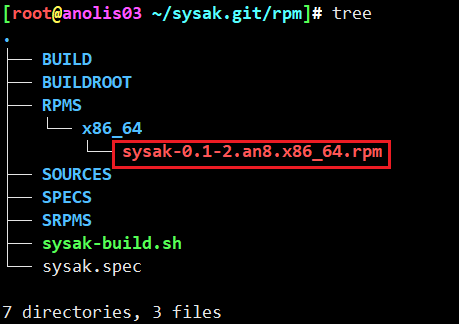 [root@anolis03 ~/sysak.git/rpm]# tree
.
├── BUILD
├── BUILDROOT
├── RPMS
│   └── x86_64
│       └── sysak-0.1-2.an8.x86_64.rpm
├── SOURCES
├── SPECS
├── SRPMS
├── sysak-build.sh
└── sysak.spec

7 directories, 3 files